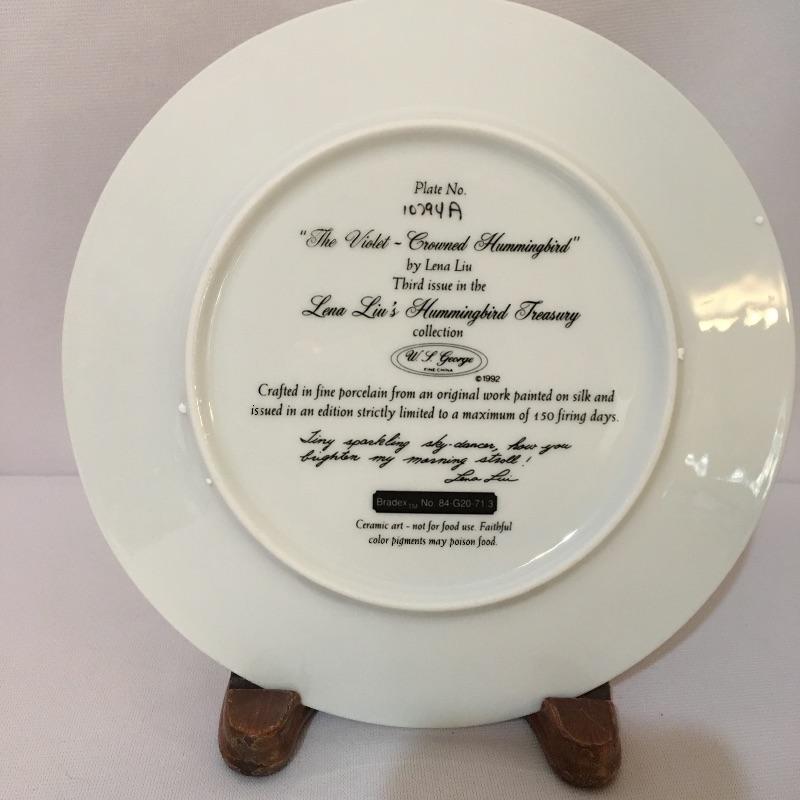 Plate No.
10794A
"The Violet - Crowned Hummingbird"
by Lena Liu
Third issue in the
Lena Liu's Hummingbird Treasury
collection
W. S. George
FINE CHINA
©1992
Crafted in fine porcelain from an original work painted on silk and
issued in an edition strictly limited to a maximum of 150 firing days.
Tiny sparkling sky-dancer, how you
brighten my morning stroll!
Lena Liu
Bradex TM No. 84-G20-71.3
Ceramic art - not for food use. Faithful
color pigments may poison food.